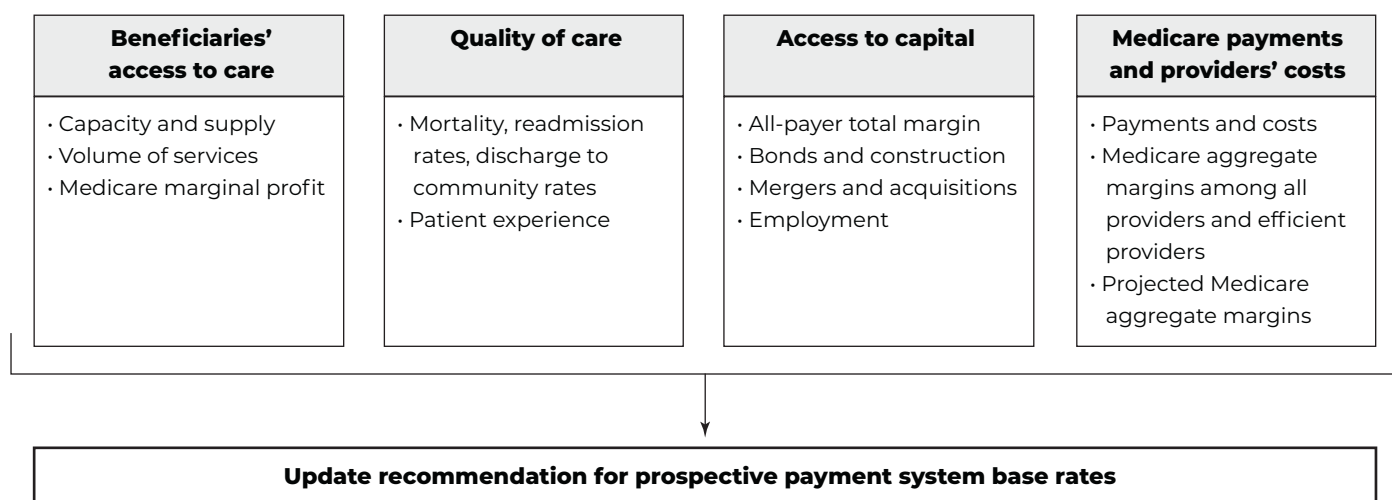 Beneficiaries’
access to care
· Capacity and supply
· Volume of services
· Medicare marginal profit
Quality of care
· Mortality, readmission
rates, discharge to
community rates
· Patient experience
Access to capital
· All-payer total margin
· Bonds and construction
· Mergers and acquisitions
· Employment
Medicare payments
and providers’ costs
· Payments and costs
· Medicare aggregate
margins among all
providers and efficient
providers
· Projected Medicare
aggregate margins
Update recommendation for prospective payment system base rates